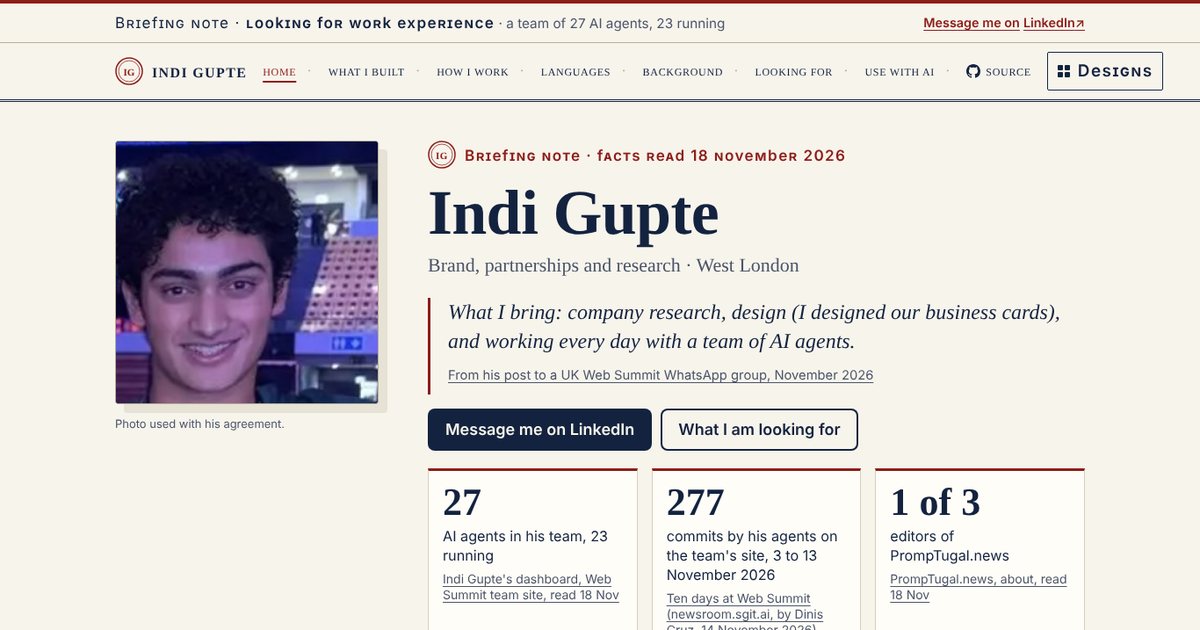 Briefing note · Looking for work experience · a team of 27 AI agents, 23 running
Message me on LinkedIn↗
IG INDI GUPTE HOME · WHAT I BUILT · HOW I WORK · LANGUAGES · BACKGROUND · LOOKING FOR · USE WITH AI · SOURCE Designs
IG Briefing note · facts read 18 november 2026
Indi Gupte
Brand, partnerships and research · West London
What I bring: company research, design (I designed our business cards),
and working every day with a team of AI agents.
From his post to a UK Web Summit WhatsApp group, November 2026
Photo used with his agreement.
Message me on LinkedIn
What I am looking for
27
AI agents in his team, 23
running
Indi Gupte's dashboard, Web
Summit team site, read 18 Nov
277
commits by his agents on
the team's site, 3 to 13
November 2026
Ten days at Web Summit
(newsroom.sgit.ai, by Dinis
Cruz, 14 November 2026)
1 of 3
editors of
PrompTugal.news
PrompTugal.news, about, read
18 Nov